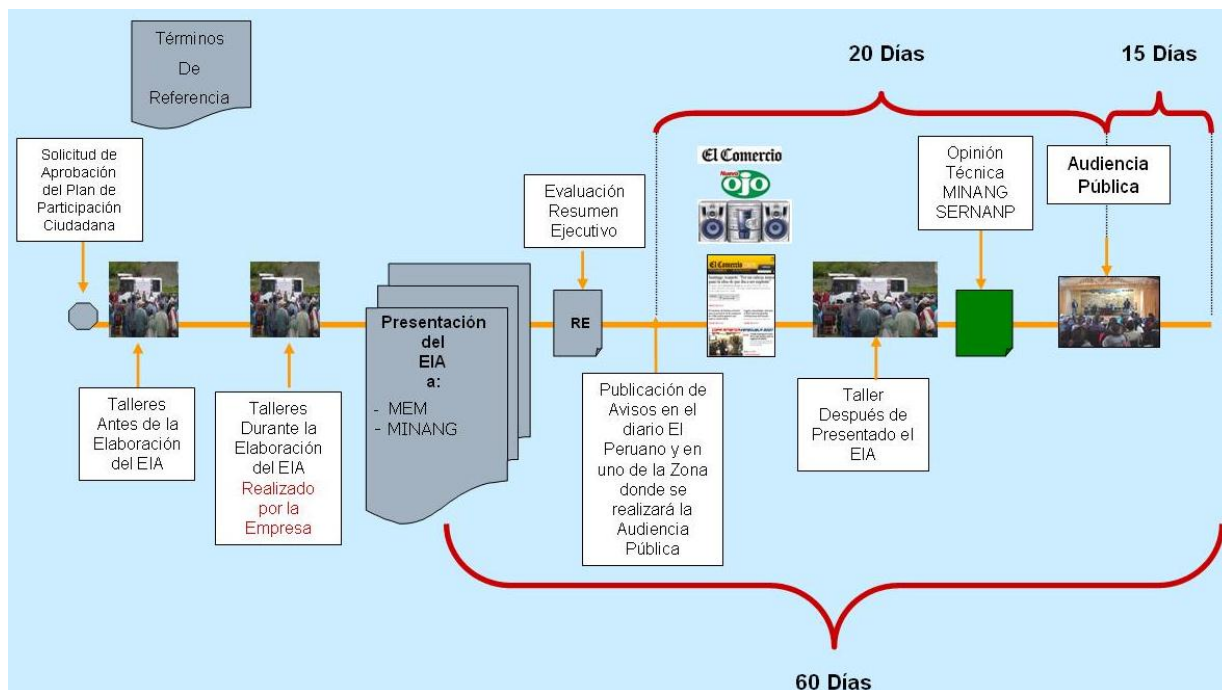 Términos
De
Referencia
20 Días
15 Días
Solicitud de
Aprobación
del Plan de
Participación
Ciudadana
Evaluación
Resumen
Ejecutivo
El Comercio
Nuevo
ojo
Opinión
Técnica
MINANG
SERNANP
Audiencia
Pública
El Comercio
Presentación
del
EIA
a:
- MEM
- MINANG
RE
Talleres
Antes de la
Elaboración
del EIA
Talleres
Durante la
Elaboración
del EIA
Realizado
por la
Empresa
Publicación de
Avisos en el
diario El
Peruano y en
uno de la Zona
donde se
realizará la
Audiencia
Pública
Taller
Después de
Presentado el
EIA
60 Días